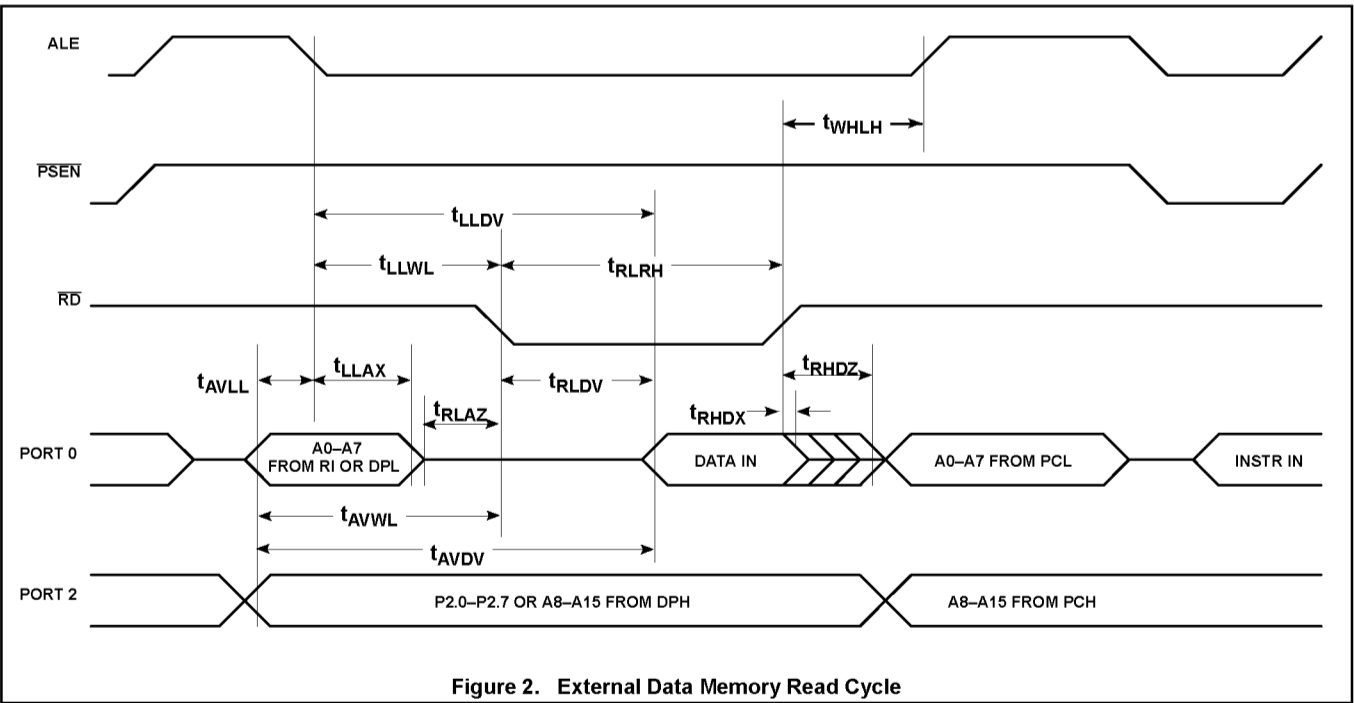 ALE
tWHLH
PSEN
tLLDV
tLLWL
tRLRH
RD
tAVLL
tLLAX
tRLDV
tRHDZ
tRLAZ
tRHDX
PORT 0
A0–A7
FROM RI OR DPL
DATA IN
A0–A7 FROM PCL
INSTR IN
tAVWL
tAVDV
PORT 2
P2.0–P2.7 OR A8–A15 FROM DPH
A8–A15 FROM PCH
Figure 2. External Data Memory Read Cycle